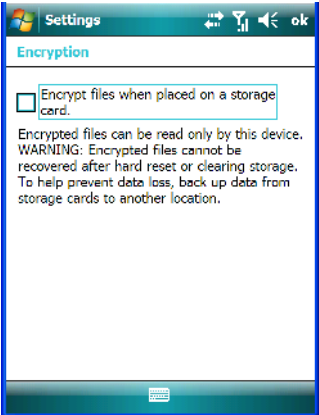 Settings ok
Encryption
Encrypt files when placed on a storage
card.
Encrypted files can be read only by this device.
WARNING: Encrypted files cannot be
recovered after hard reset or clearing storage.
To help prevent data loss, back up data from
storage cards to another location.